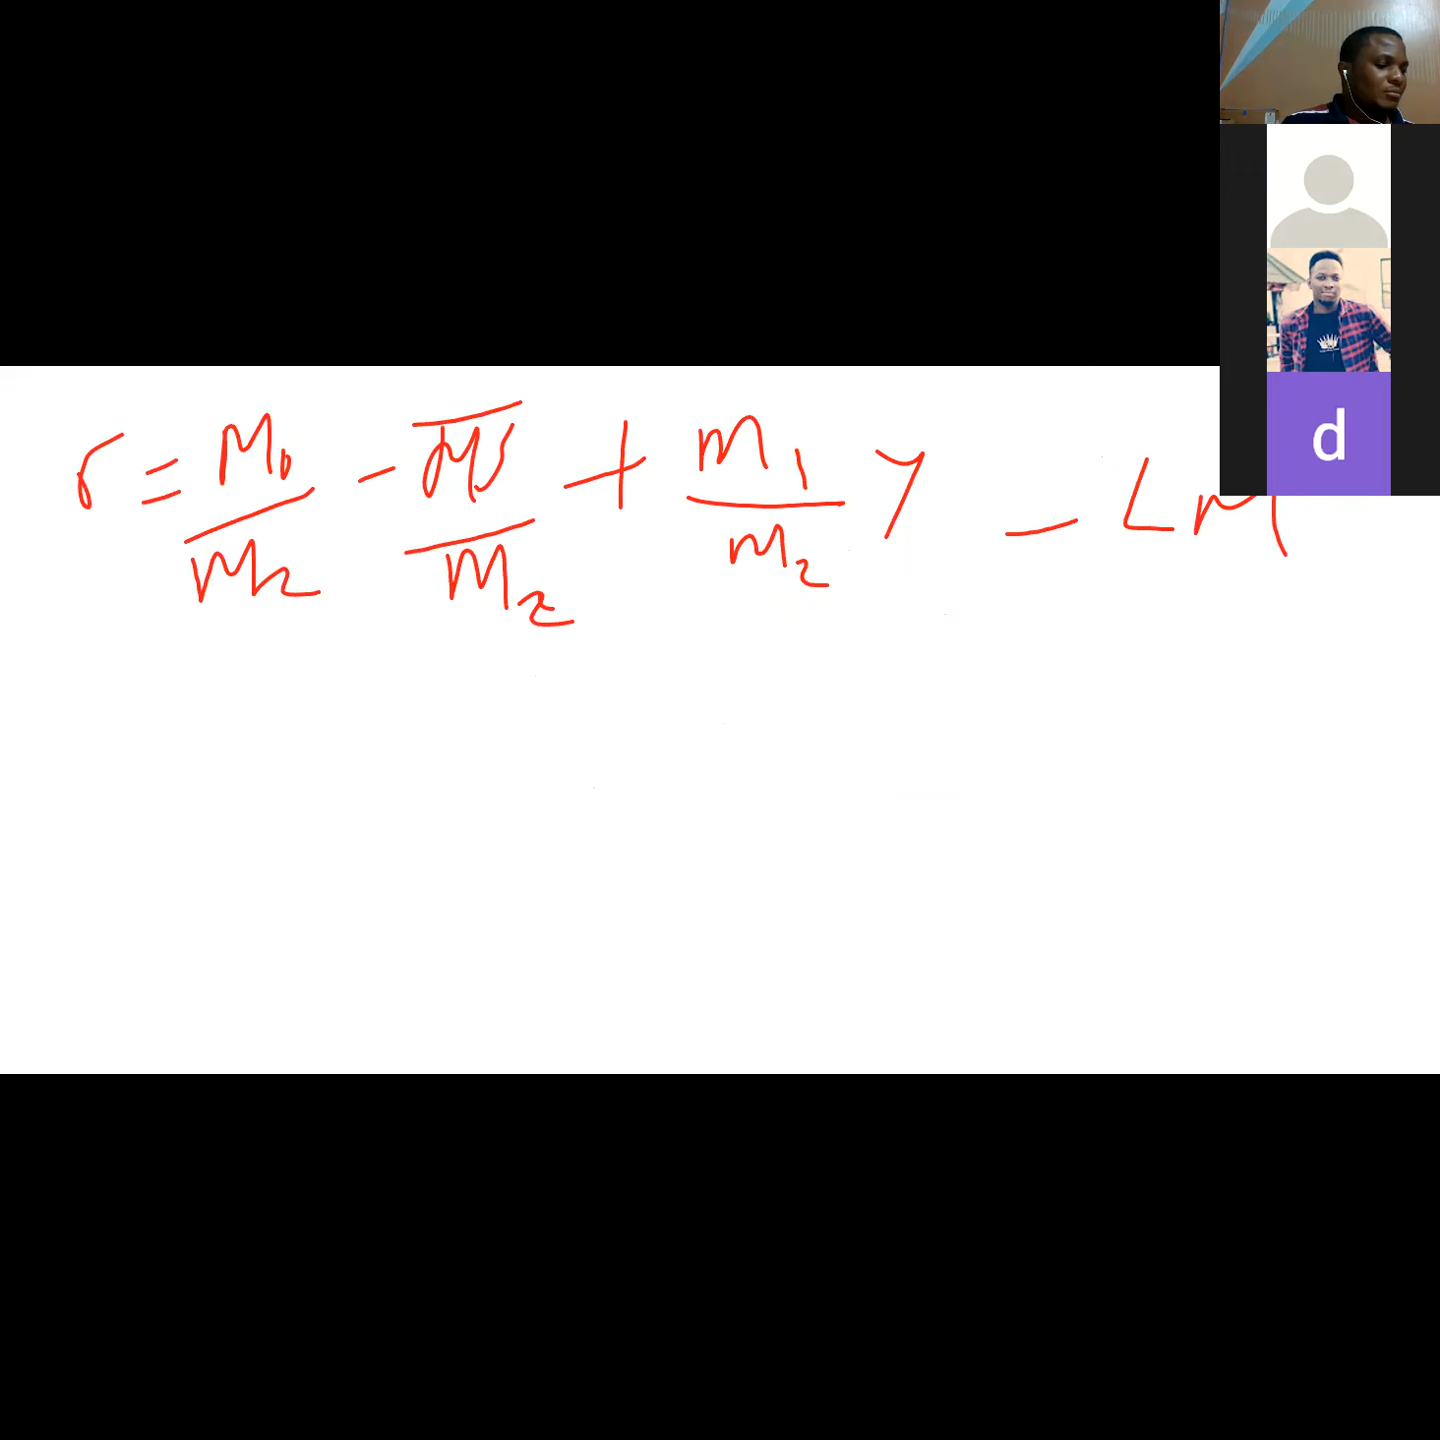 d
r = M₀/M₂ - M̅s̅/M₂ + m₁/m₂ Y - LM